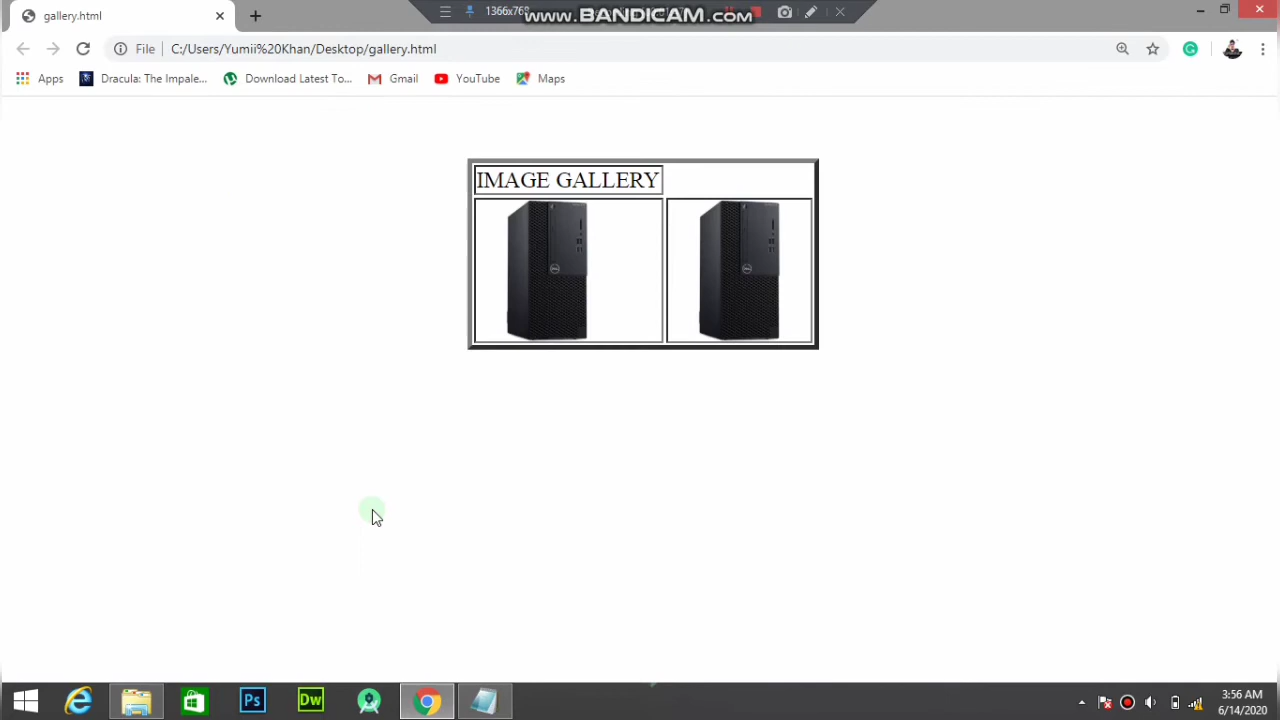 gallery.html
1366x768
www.BANDICAM.com
File
C:/Users/Yumii%20Khan/Desktop/gallery.html
Apps
Dracula: The Impale...
Download Latest To...
Gmail
YouTube
Maps
IMAGE GALLERY
Ps
Dw
3:56 AM
6/14/2020